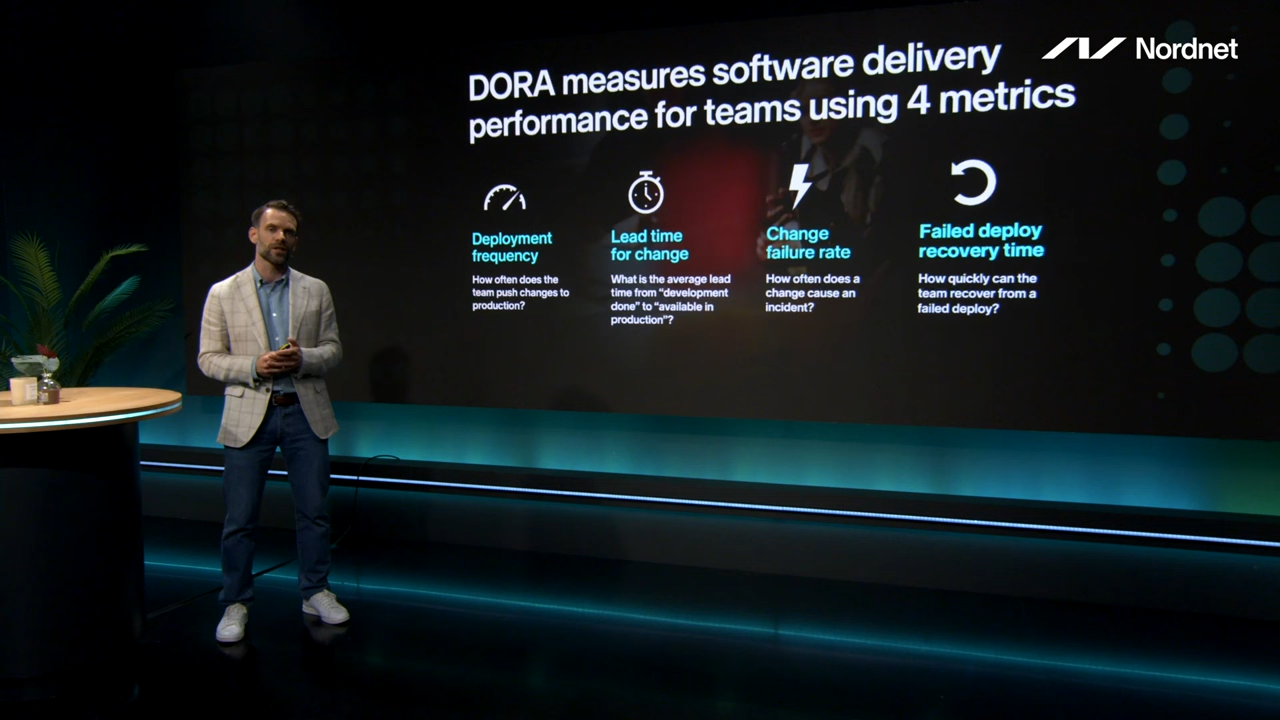 Nordnet
DORA measures software delivery
performance for teams using 4 metrics
Deployment
frequency
How often does the
team push changes to
production?
Lead time
for change
What is the average lead
time from “development
done” to “available in
production”?
Change
failure rate
How often does a
change cause an
incident?
Failed deploy
recovery time
How quickly can the
team recover from a
failed deploy?